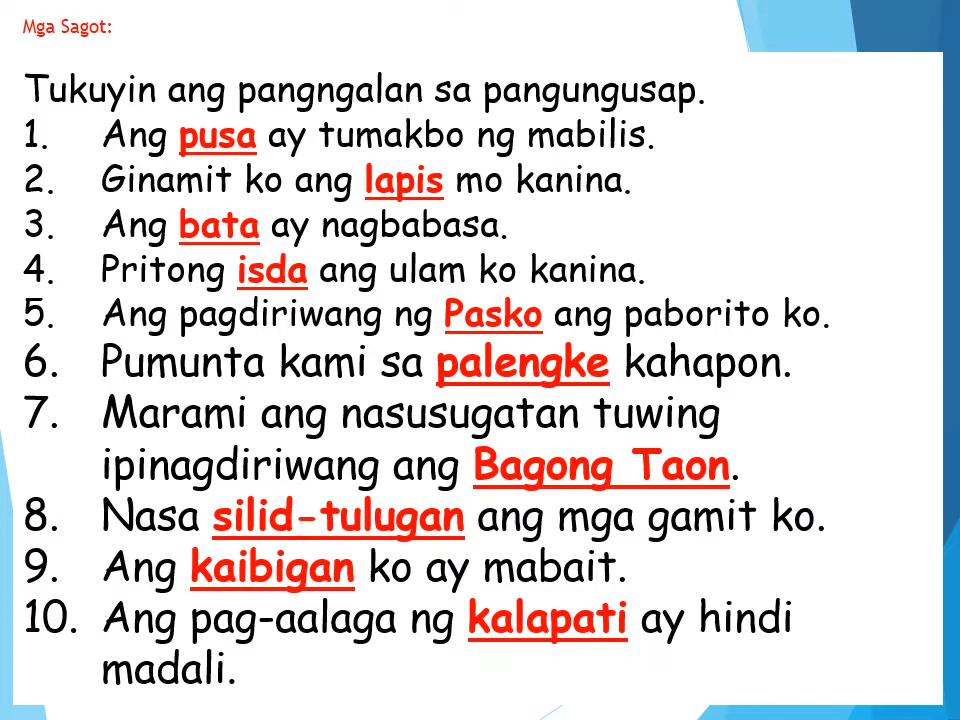 Mga Sagot:
Tukuyin ang pangngalan sa pangungusap.
1. Ang pusa ay tumakbo ng mabilis.
2. Ginamit ko ang lapis mo kanina.
3. Ang bata ay nagbabasa.
4. Pritong isda ang ulam ko kanina.
5. Ang pagdiriwang ng Pasko ang paborito ko.
6. Pumunta kami sa palengke kahapon.
7. Marami ang nasusugatan tuwing
ipinagdiriwang ang Bagong Taon.
8. Nasa silid-tulugan ang mga gamit ko.
9. Ang kaibigan ko ay mabait.
10. Ang pag-aalaga ng kalapati ay hindi
madali.